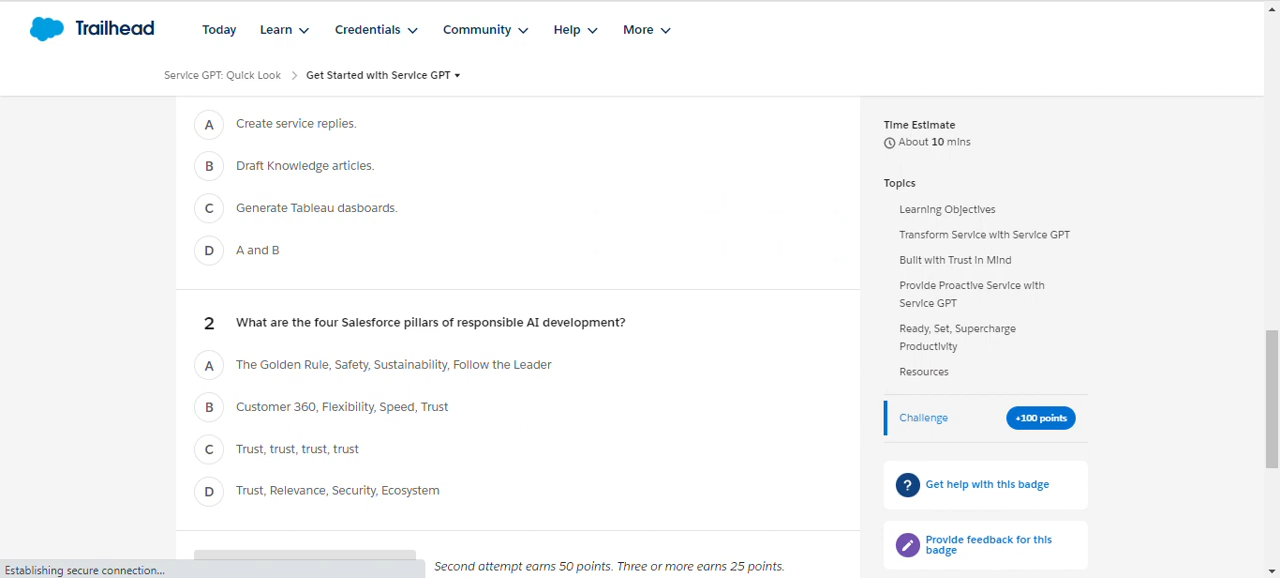 Trailhead
Today Learn Credentials Community Help More
Service GPT: Quick Look > Get Started with Service GPT
A Create service replies.
B Draft Knowledge articles.
C Generate Tableau dasboards.
D A and B
2 What are the four Salesforce pillars of responsible AI development?
A The Golden Rule, Safety, Sustainability, Follow the Leader
B Customer 360, Flexibility, Speed, Trust
C Trust, trust, trust, trust
D Trust, Relevance, Security, Ecosystem
Second attempt earns 50 points. Three or more earns 25 points.
Establishing secure connection...
Time Estimate
About 10 mins
Topics
Learning Objectives
Transform Service with Service GPT
Built with Trust in Mind
Provide Proactive Service with
Service GPT
Ready, Set, Supercharge
Productivity
Resources
Challenge +100 points
? Get help with this badge
Provide feedback for this
badge